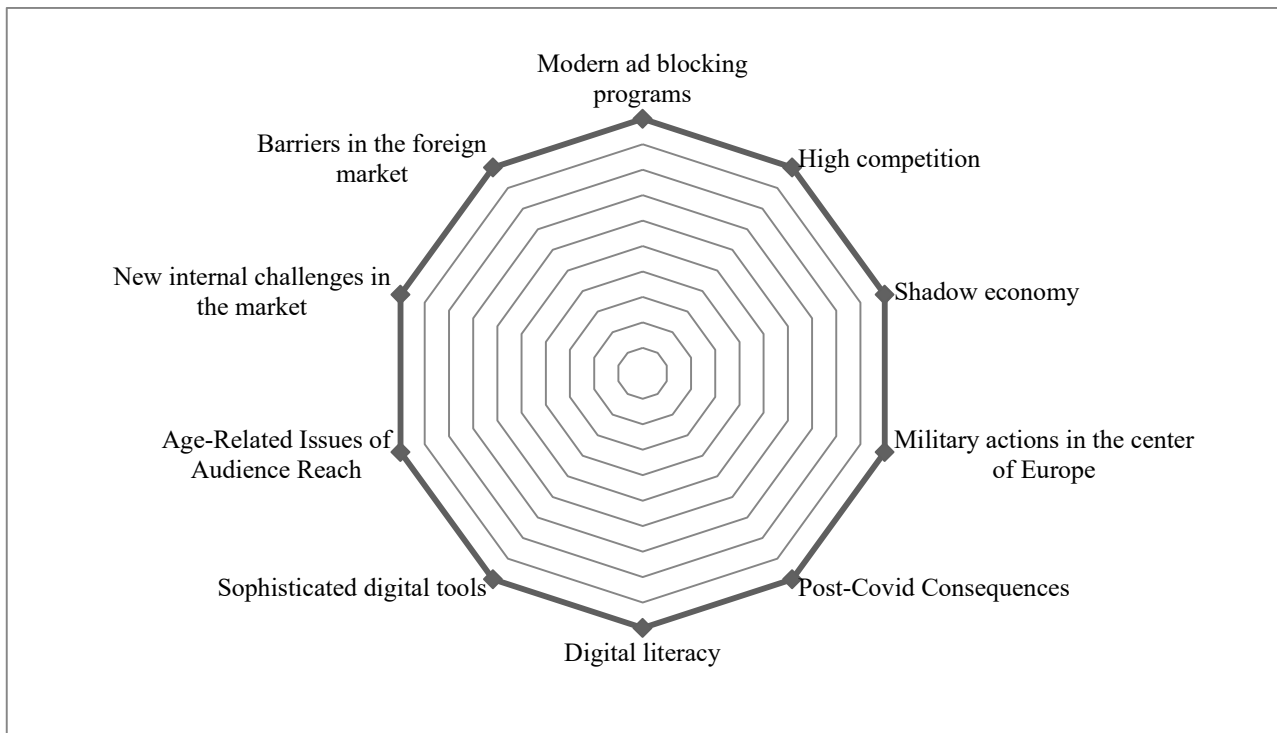 Modern ad blocking
programs
High competition
Shadow economy
Military actions in the center
of Europe
Post-Covid Consequences
Digital literacy
Sophisticated digital tools
Age-Related Issues of
Audience Reach
New internal challenges in
the market
Barriers in the foreign
market